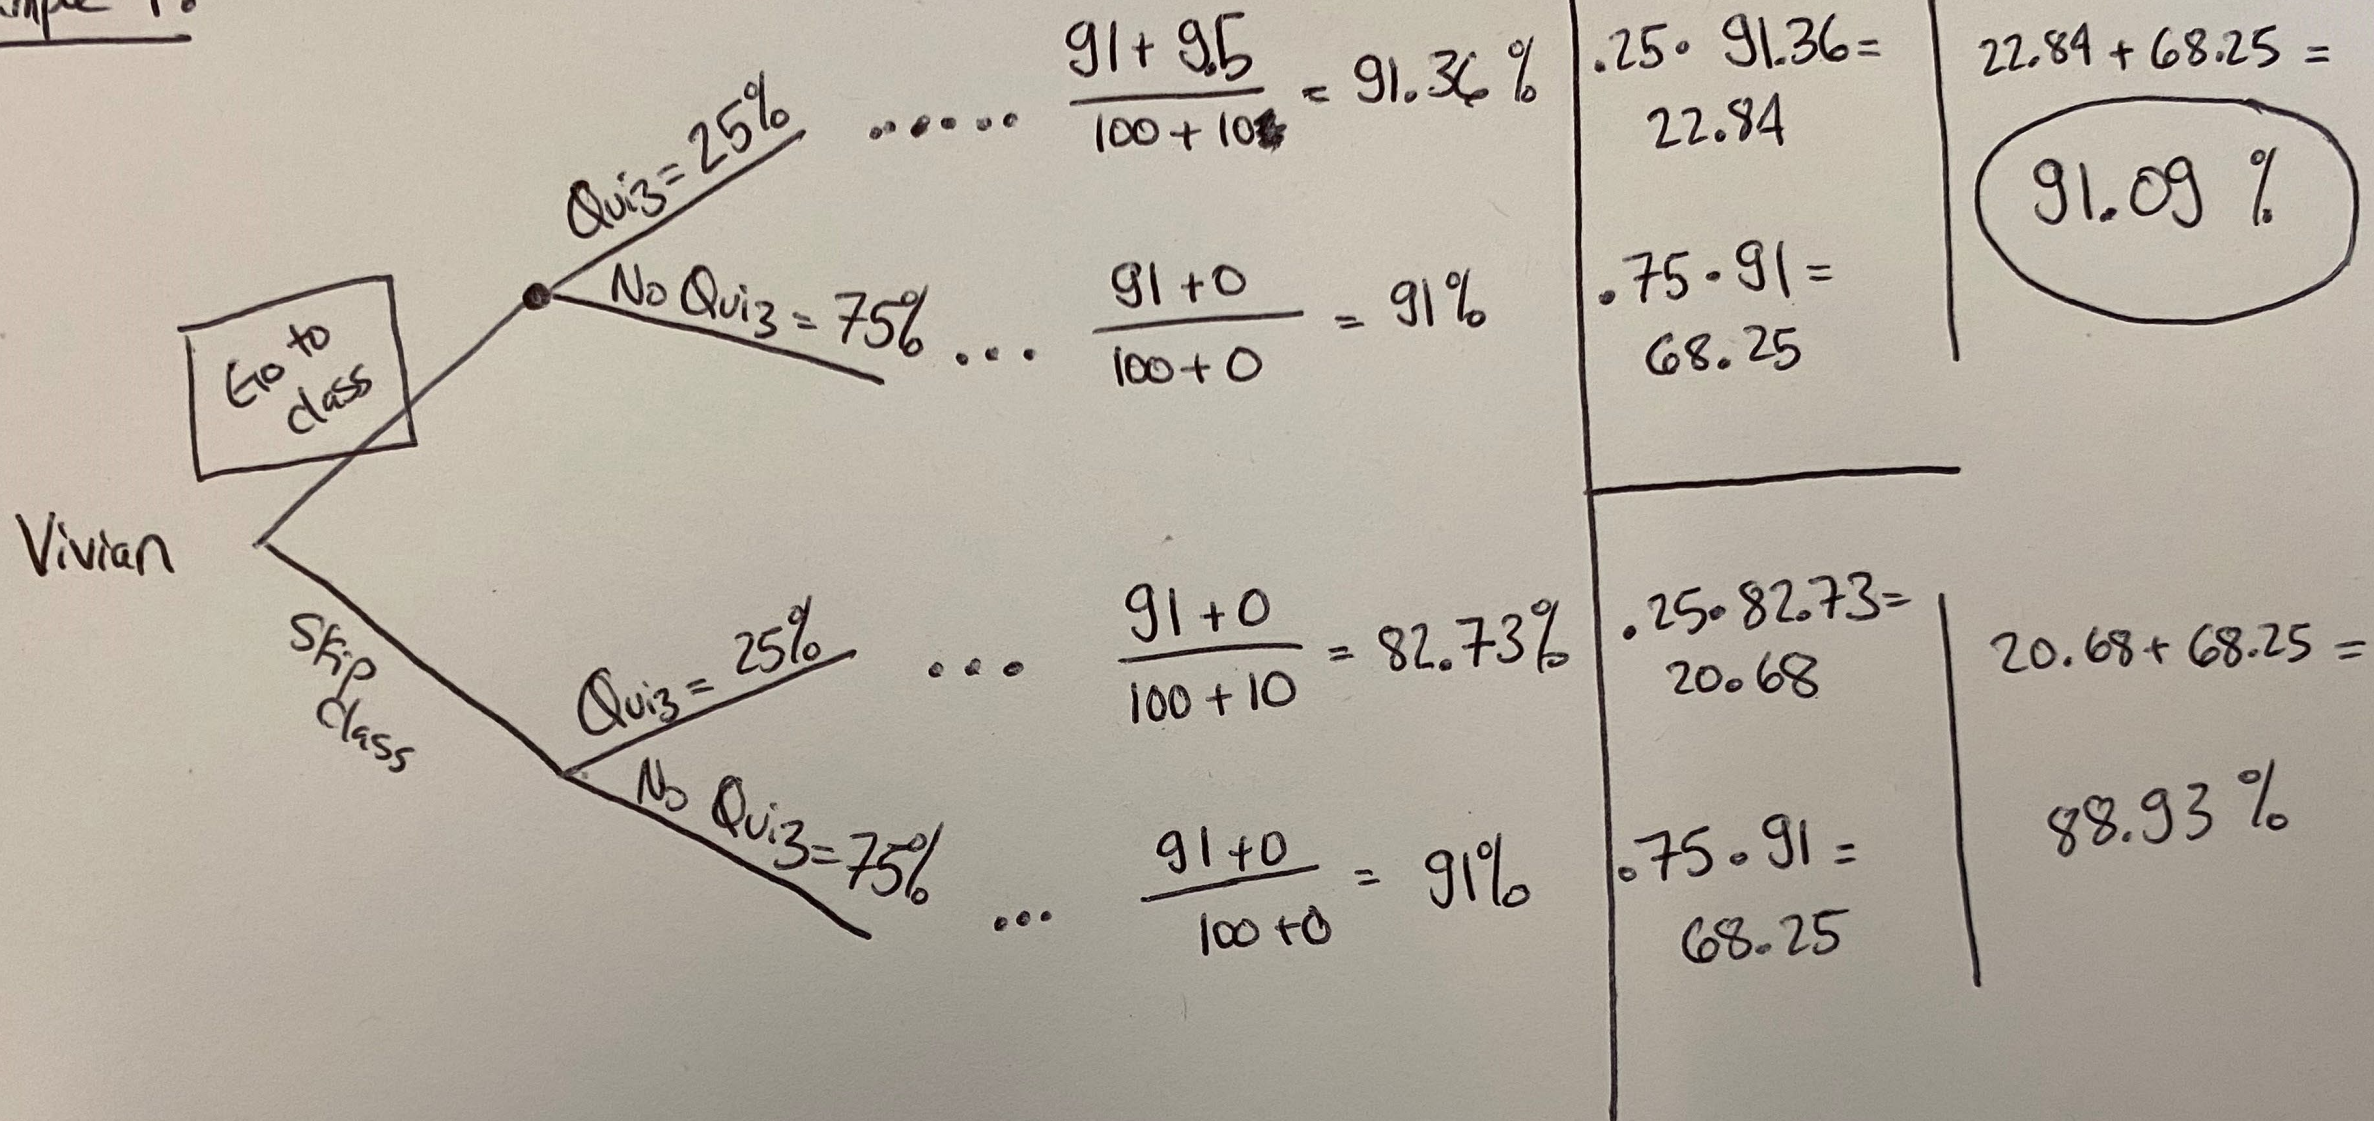 Go to
class
Vivian
Skip
class
Quiz = 25%
...... 91 + 9.5 / 100 + 10 = 91.36 %
No Quiz = 75%
... 91 + 0 / 100 + 0 = 91%
Quiz = 25%
... 91 + 0 / 100 + 10 = 82.73%
No Quiz = 75%
... 91 + 0 / 100 + 0 = 91%
.25 · 91.36 =
22.84
.75 · 91 =
68.25
.25 · 82.73 =
20.68
.75 · 91 =
68.25
22.84 + 68.25 =
91.09 %
20.68 + 68.25 =
88.93 %